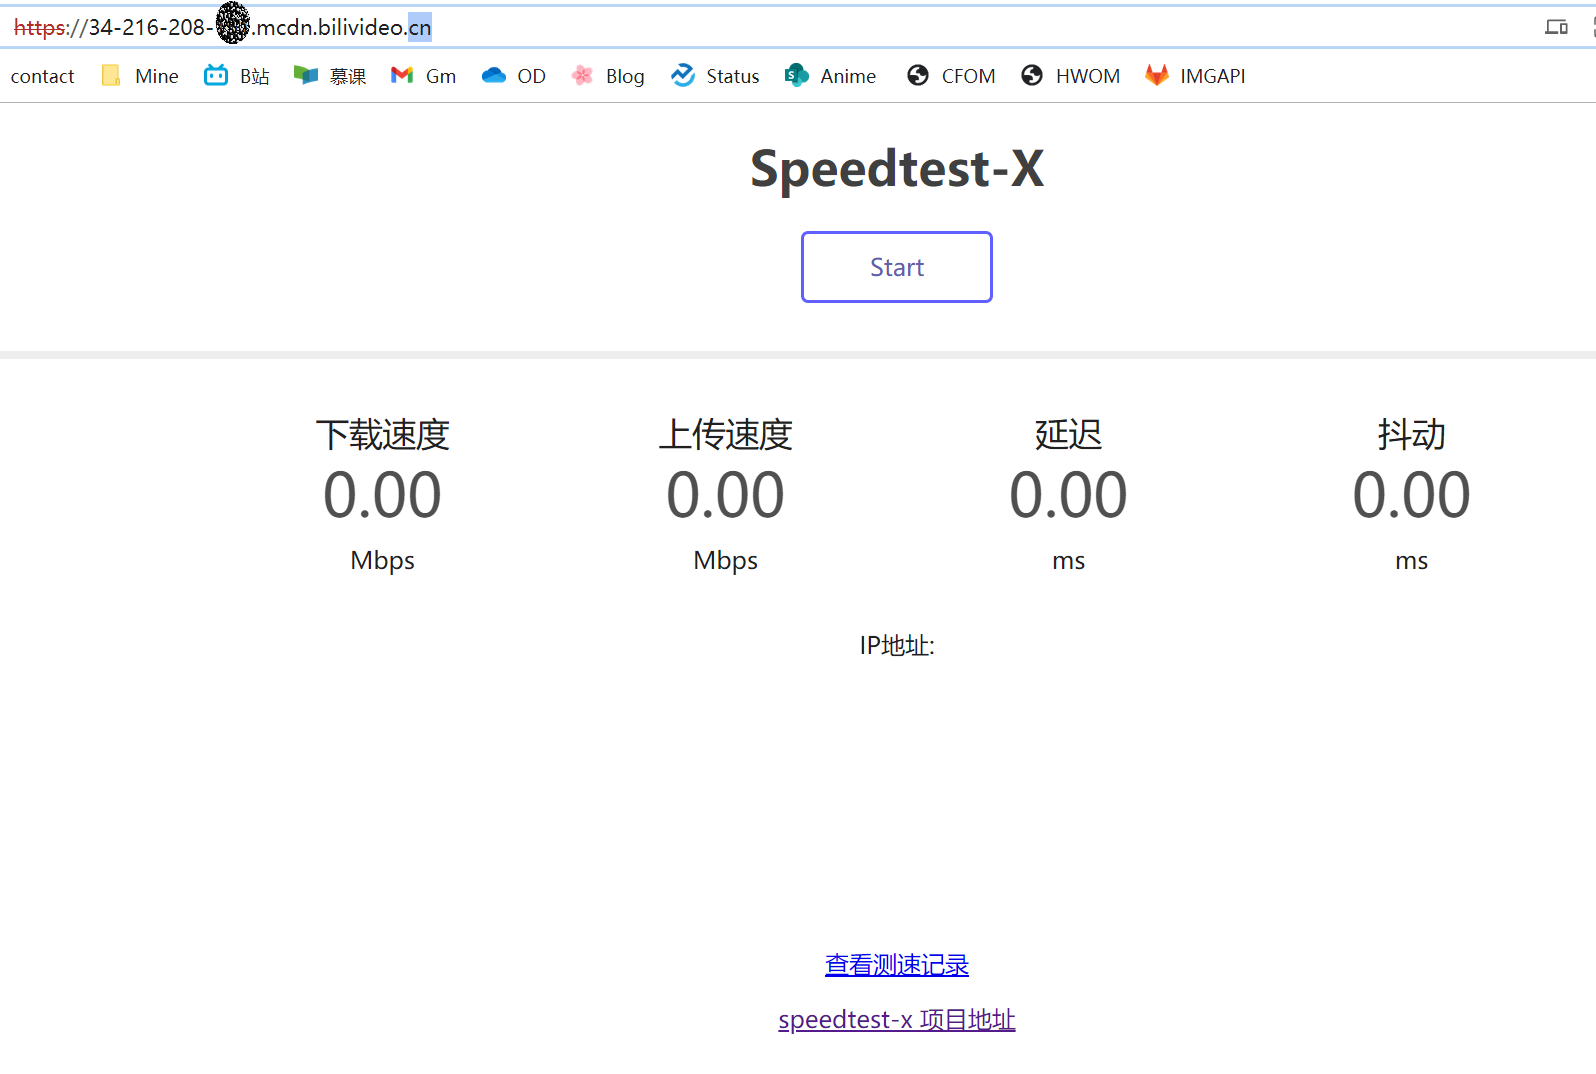 https://34-216-208-.mcdn.bilivideo.cn
contact Mine B站 慕课 Gm OD Blog Status Anime CFOM HWOM IMGAPI
Speedtest-X
Start
下载速度 上传速度 延迟 抖动
0.00 0.00 0.00 0.00
Mbps Mbps ms ms
IP地址:
查看测速记录
speedtest-x 项目地址